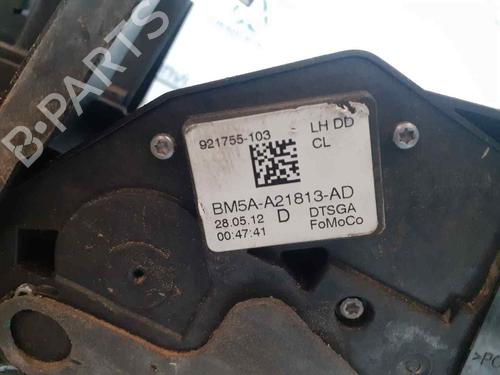 B-PARTS
921755-103
LH DD
CL
BM5A-A21813-AD
28.05.12 D DTSGA
00:47:41 FoMoCo